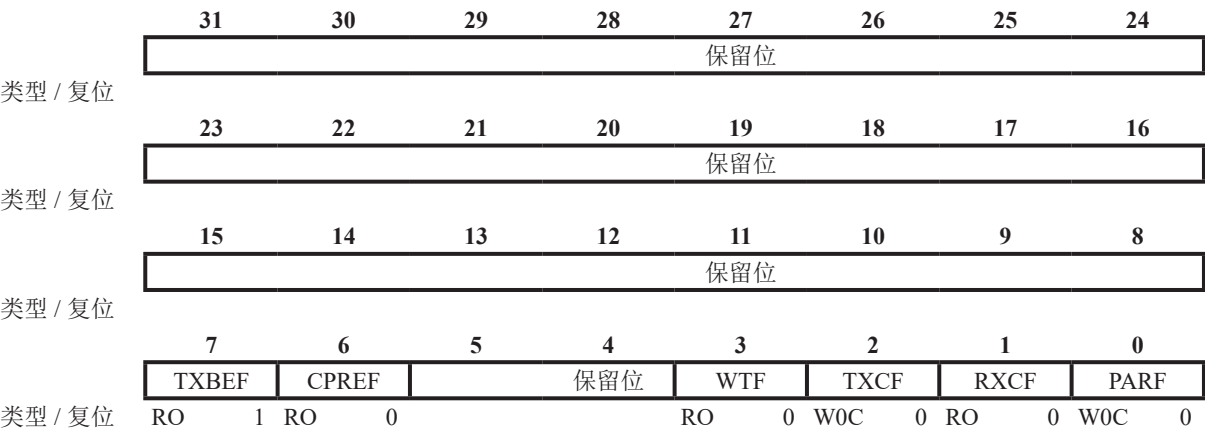 31 30 29 28 27 26 25 24
保留位
类型 / 复位
23 22 21 20 19 18 17 16
保留位
类型 / 复位
15 14 13 12 11 10 9 8
保留位
类型 / 复位
7 6 5 4 3 2 1 0
TXBEF CPREF 保留位 WTF TXCF RXCF PARF
类型 / 复位 RO 1 RO 0 RO 0 W0C 0 RO 0 W0C 0